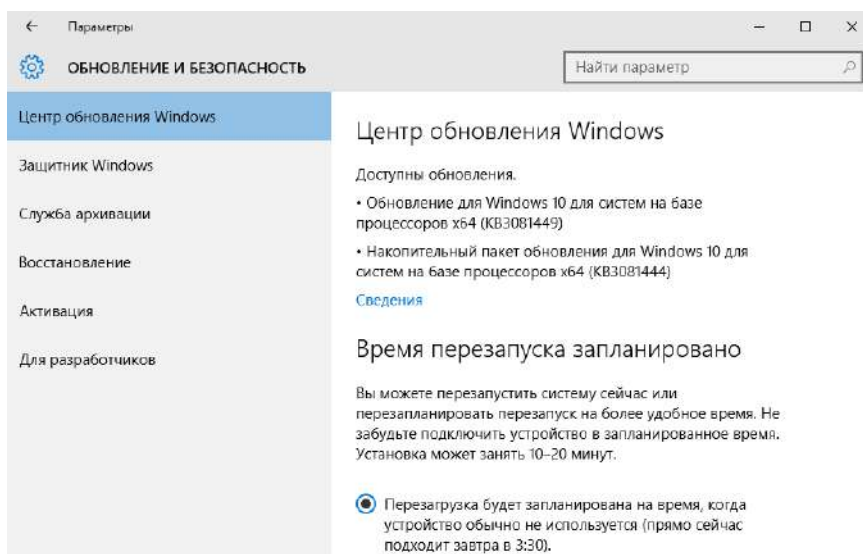 Параметры
ОБНОВЛЕНИЕ И БЕЗОПАСНОСТЬ
Найти параметр
Центр обновления Windows
Защитник Windows
Служба архивации
Восстановление
Активация
Для разработчиков
Центр обновления Windows
Доступны обновления.
• Обновление для Windows 10 для систем на базе
процессоров x64 (KB3081449)
• Накопительный пакет обновления для Windows 10 для
систем на базе процессоров x64 (KB3081444)
Сведения
Время перезапуска запланировано
Вы можете перезапустить систему сейчас или
перезапланировать перезапуск на более удобное время. Не
забудьте подключить устройство в запланированное время.
Установка может занять 10–20 минут.
Перезагрузка будет запланирована на время, когда
устройство обычно не используется (прямо сейчас
подходит завтра в 3:30).